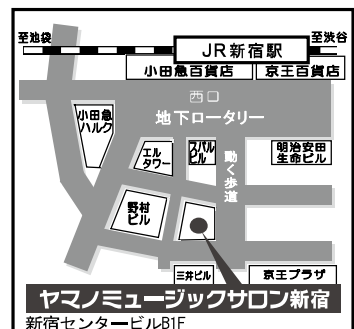 至池袋
至渋谷
JR新宿駅
小田急百貨店
京王百貨店
西口
地下ロータリー
小田急
ハルク
エル
タワー
スバル
ビル
動く歩道
明治安田
生命ビル
野村
ビル
三井ビル
京王プラザ
ヤマノミュージックサロン新宿
新宿センタービルB1F